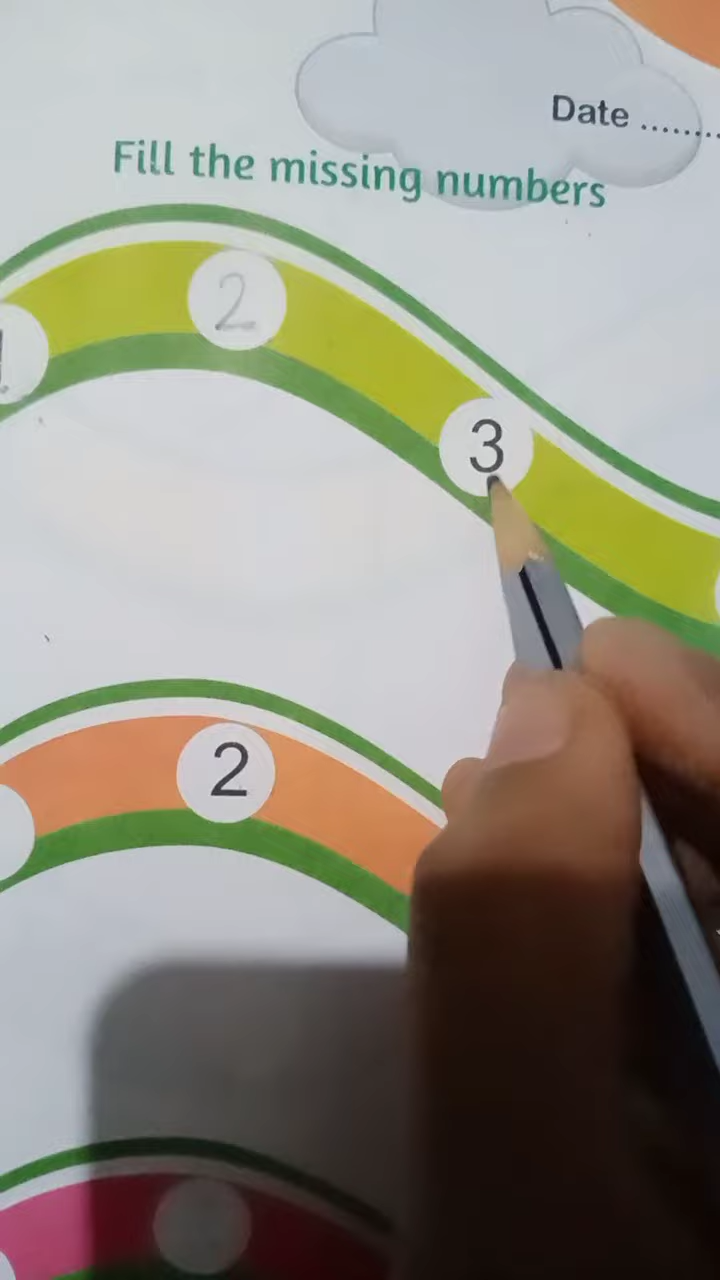 Date ........
Fill the missing numbers
2
3
2